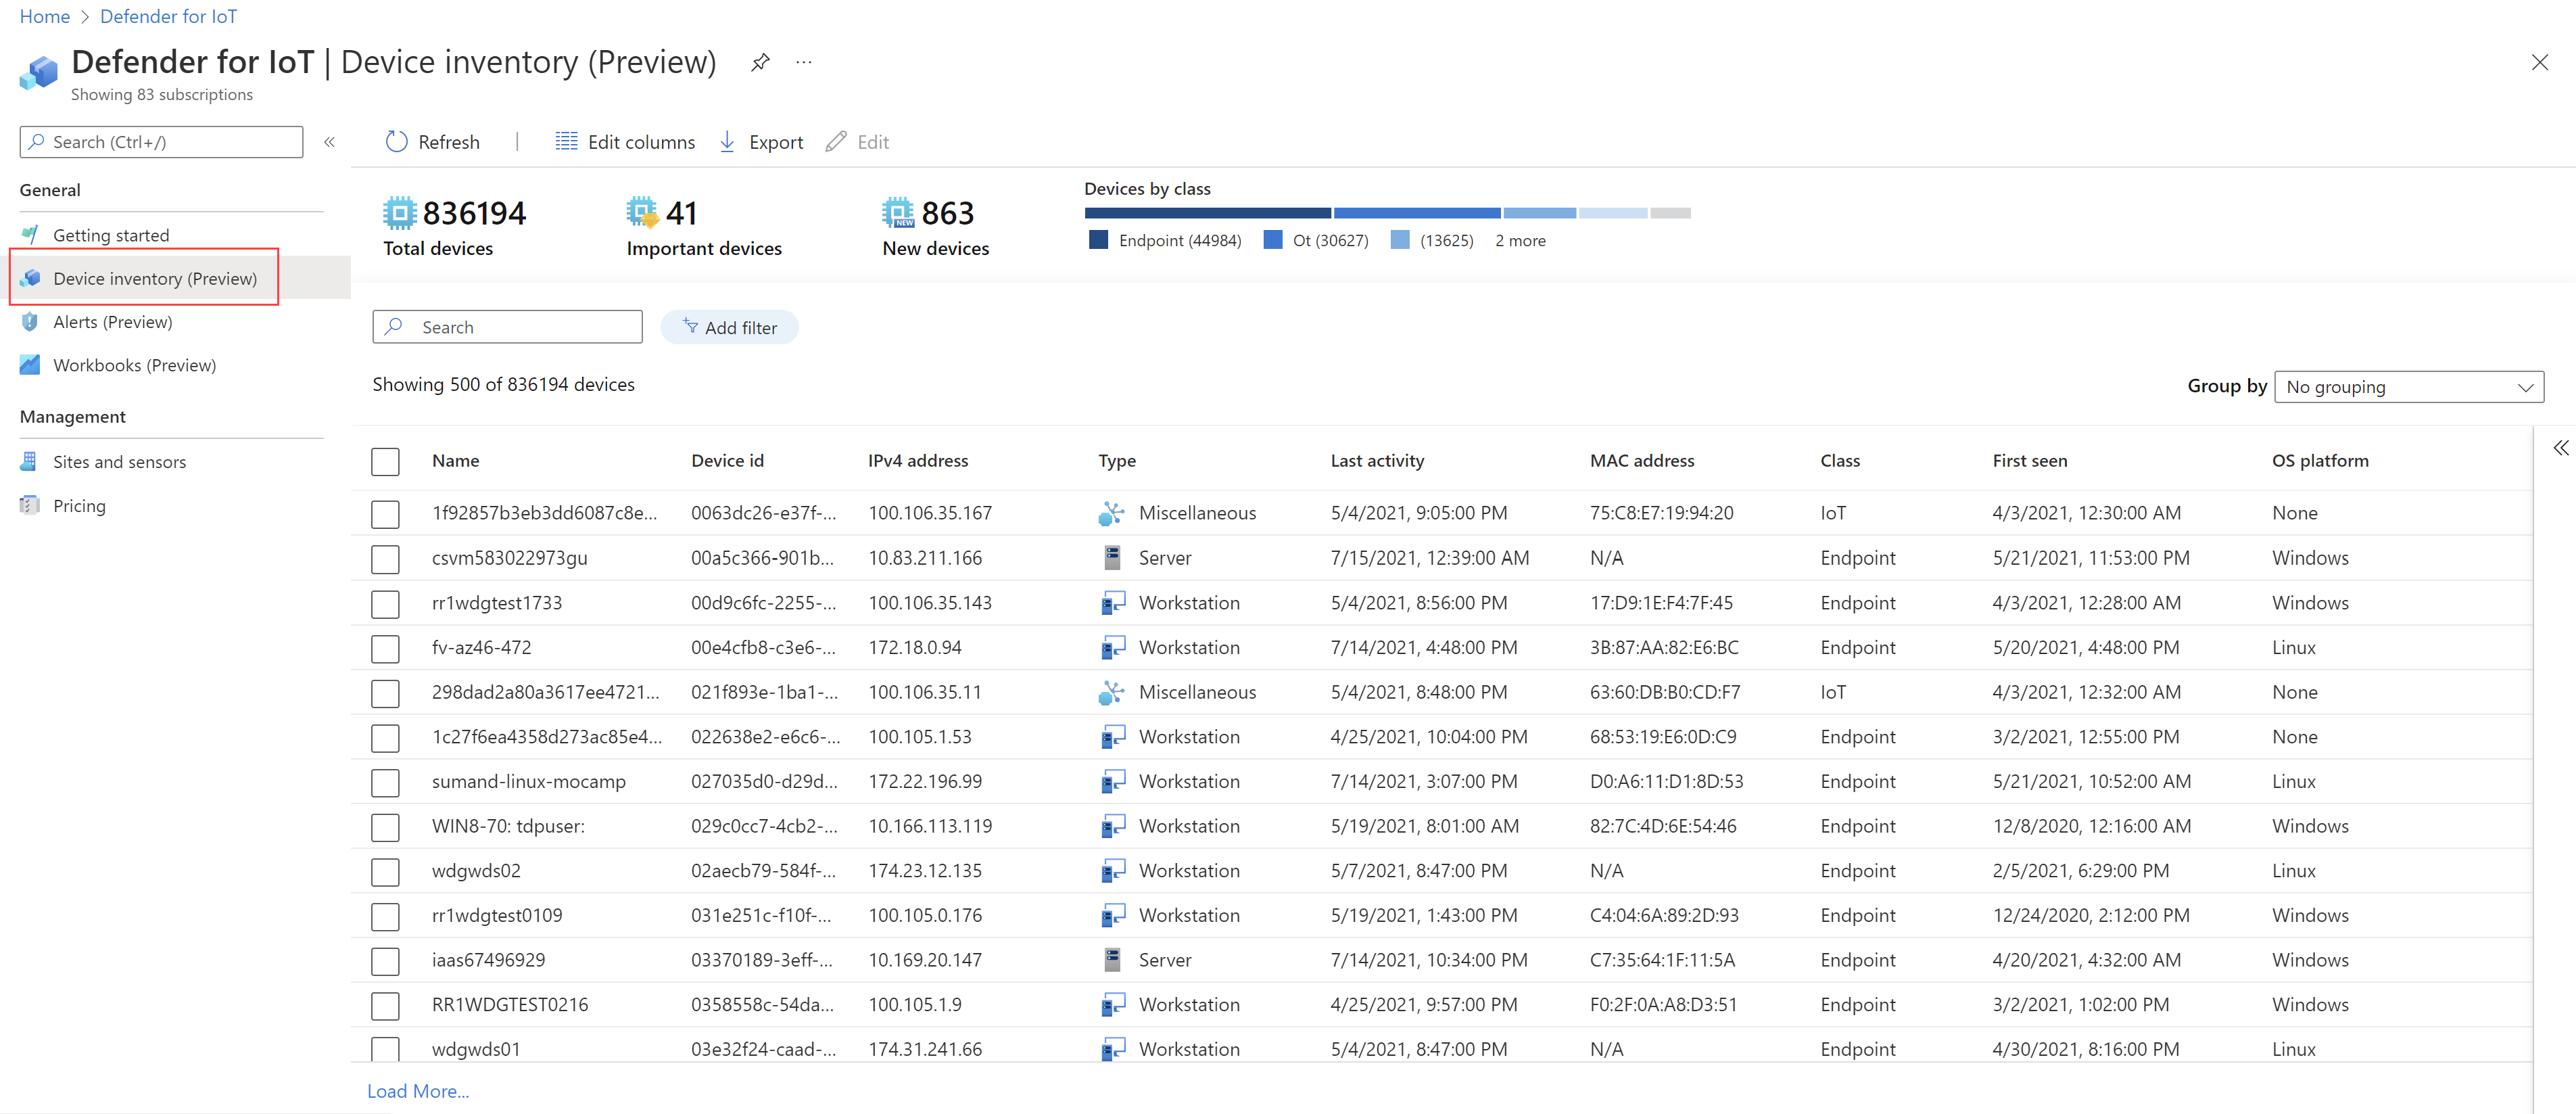 Home > Defender for IoT
Defender for IoT | Device inventory (Preview) ...
Showing 83 subscriptions
Search (Ctrl+/) «
Refresh | Edit columns Export Edit
General
Getting started
Device inventory (Preview)
Alerts (Preview)
Workbooks (Preview)
Management
Sites and sensors
Pricing
836194 Total devices
41 Important devices
NEW 863 New devices
Devices by class
Endpoint (44984) Ot (30627) (13625) 2 more
Search Add filter
Showing 500 of 836194 devices
Group by No grouping
Name Device id IPv4 address Type Last activity MAC address Class First seen OS platform
1f92857b3eb3dd6087c8e... 0063dc26-e37f-... 100.106.35.167 Miscellaneous 5/4/2021, 9:05:00 PM 75:C8:E7:19:94:20 IoT 4/3/2021, 12:30:00 AM None
csvm583022973gu 00a5c366-901b... 10.83.211.166 Server 7/15/2021, 12:39:00 AM N/A Endpoint 5/21/2021, 11:53:00 PM Windows
rr1wdgtest1733 00d9c6fc-2255-... 100.106.35.143 Workstation 5/4/2021, 8:56:00 PM 17:D9:1E:F4:7F:45 Endpoint 4/3/2021, 12:28:00 AM Windows
fv-az46-472 00e4cfb8-c3e6-... 172.18.0.94 Workstation 7/14/2021, 4:48:00 PM 3B:87:AA:82:E6:BC Endpoint 5/20/2021, 4:48:00 PM Linux
298dad2a80a3617ee4721... 021f893e-1ba1-... 100.106.35.11 Miscellaneous 5/4/2021, 8:48:00 PM 63:60:DB:B0:CD:F7 IoT 4/3/2021, 12:32:00 AM None
1c27f6ea4358d273ac85e4... 022638e2-e6c6-... 100.105.1.53 Workstation 4/25/2021, 10:04:00 PM 68:53:19:E6:0D:C9 Endpoint 3/2/2021, 12:55:00 PM None
sumand-linux-mocamp 027035d0-d29d... 172.22.196.99 Workstation 7/14/2021, 3:07:00 PM D0:A6:11:D1:8D:53 Endpoint 5/21/2021, 10:52:00 AM Linux
WIN8-70: tdpuser: 029c0cc7-4cb2-... 10.166.113.119 Workstation 5/19/2021, 8:01:00 AM 82:7C:4D:6E:54:46 Endpoint 12/8/2020, 12:16:00 AM Windows
wdgwds02 02aecb79-584f-... 174.23.12.135 Workstation 5/7/2021, 8:47:00 PM N/A Endpoint 2/5/2021, 6:29:00 PM Linux
rr1wdgtest0109 031e251c-f10f-... 100.105.0.176 Workstation 5/19/2021, 1:43:00 PM C4:04:6A:89:2D:93 Endpoint 12/24/2020, 2:12:00 PM Windows
iaas67496929 03370189-3eff-... 10.169.20.147 Server 7/14/2021, 10:34:00 PM C7:35:64:1F:11:5A Endpoint 4/20/2021, 4:32:00 AM Windows
RR1WDGTEST0216 0358558c-54da... 100.105.1.9 Workstation 4/25/2021, 9:57:00 PM F0:2F:0A:A8:D3:51 Endpoint 3/2/2021, 1:02:00 PM Windows
wdgwds01 03e32f24-caad-... 174.31.241.66 Workstation 5/4/2021, 8:47:00 PM N/A Endpoint 4/30/2021, 8:16:00 PM Linux
Load More...